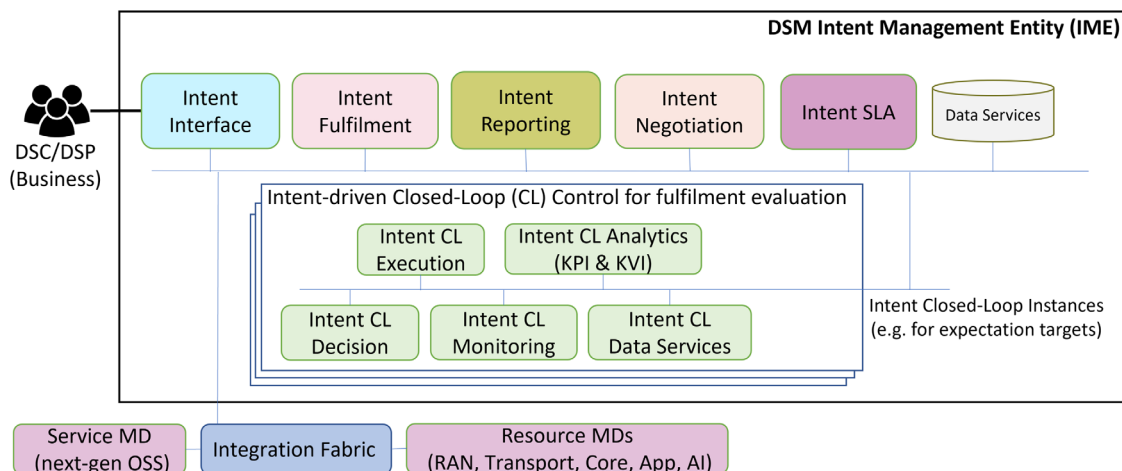 DSM Intent Management Entity (IME)
Intent
Interface
Intent
Fulfilment
Intent
Reporting
Intent
Negotiation
Intent SLA
Data Services
DSC/DSP
(Business)
Intent-driven Closed-Loop (CL) Control for fulfilment evaluation
Intent CL
Execution
Intent CL Analytics
(KPI & KVI)
Intent CL
Decision
Intent CL
Monitoring
Intent CL
Data Services
Intent Closed-Loop Instances
(e.g. for expectation targets)
Service MD
(next-gen OSS)
Integration Fabric
Resource MDs
(RAN, Transport, Core, App, AI)